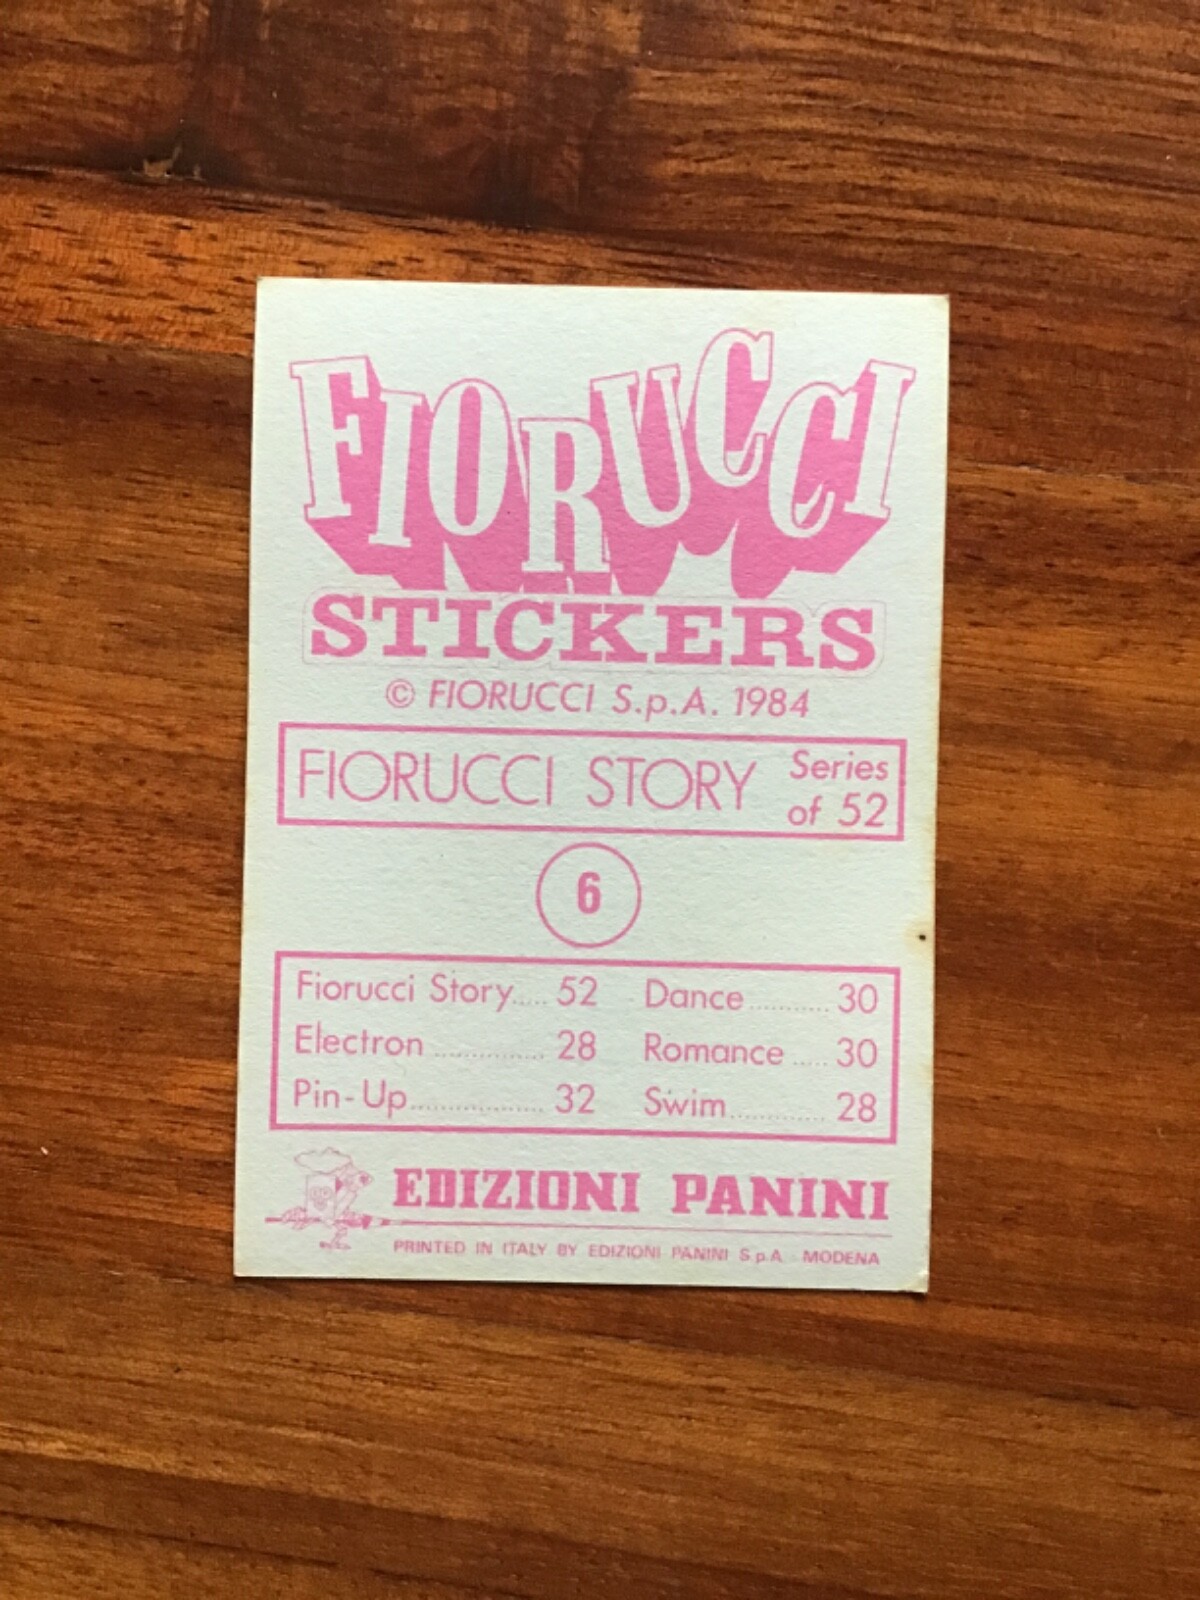 FIORUCCI
STICKERS
© FIORUCCI S.p.A. 1984
FIORUCCI STORY Series of 52
6
Fiorucci Story..... 52 Dance........... 30
Electron ............... 28 Romance ..... 30
Pin-Up.................. 32 Swim............. 28
EDIZIONI PANINI
PRINTED IN ITALY BY EDIZIONI PANINI S.p.A. MODENA